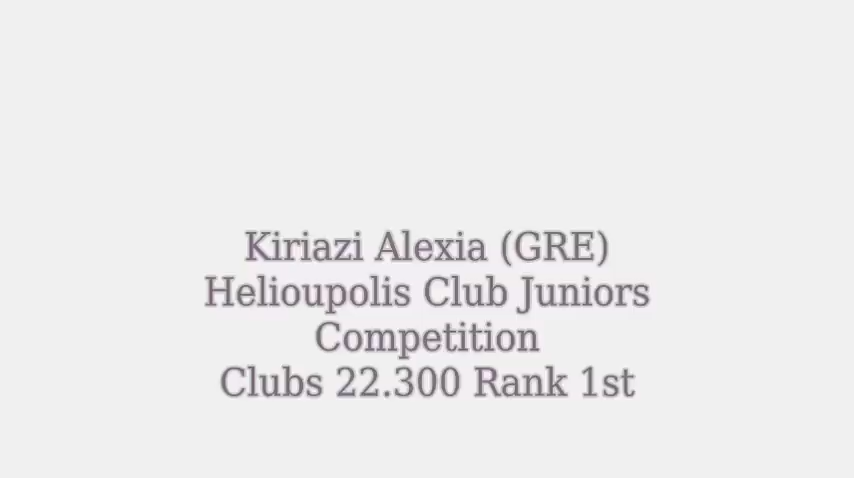 Kiriazi Alexia (GRE)
Helioupolis Club Juniors
Competition
Clubs 22.300 Rank 1st